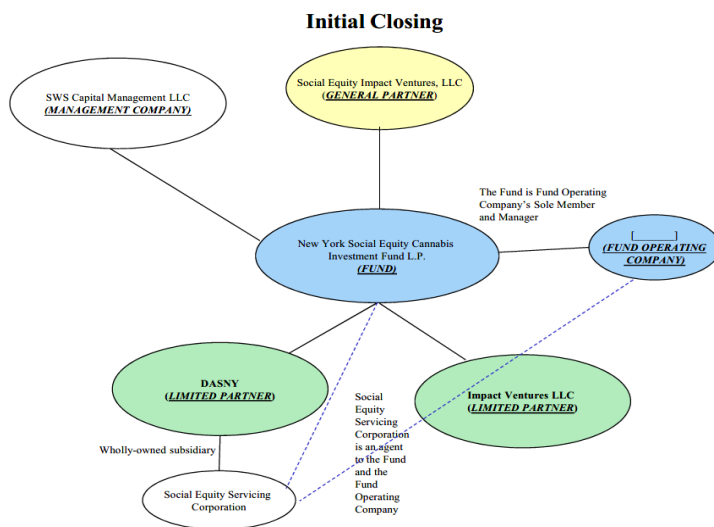 Initial Closing
SWS Capital Management LLC
(MANAGEMENT COMPANY)
Social Equity Impact Ventures, LLC
(GENERAL PARTNER)
The Fund is Fund Operating
Company's Sole Member
and Manager
New York Social Equity Cannabis
Investment Fund L.P.
(FUND)
[_______]
(FUND OPERATING
COMPANY)
DASNY
(LIMITED PARTNER)
Impact Ventures LLC
(LIMITED PARTNER)
Social
Equity
Servicing
Corporation
is an agent
to the Fund
and the
Fund
Operating
Company
Wholly-owned subsidiary
Social Equity Servicing
Corporation